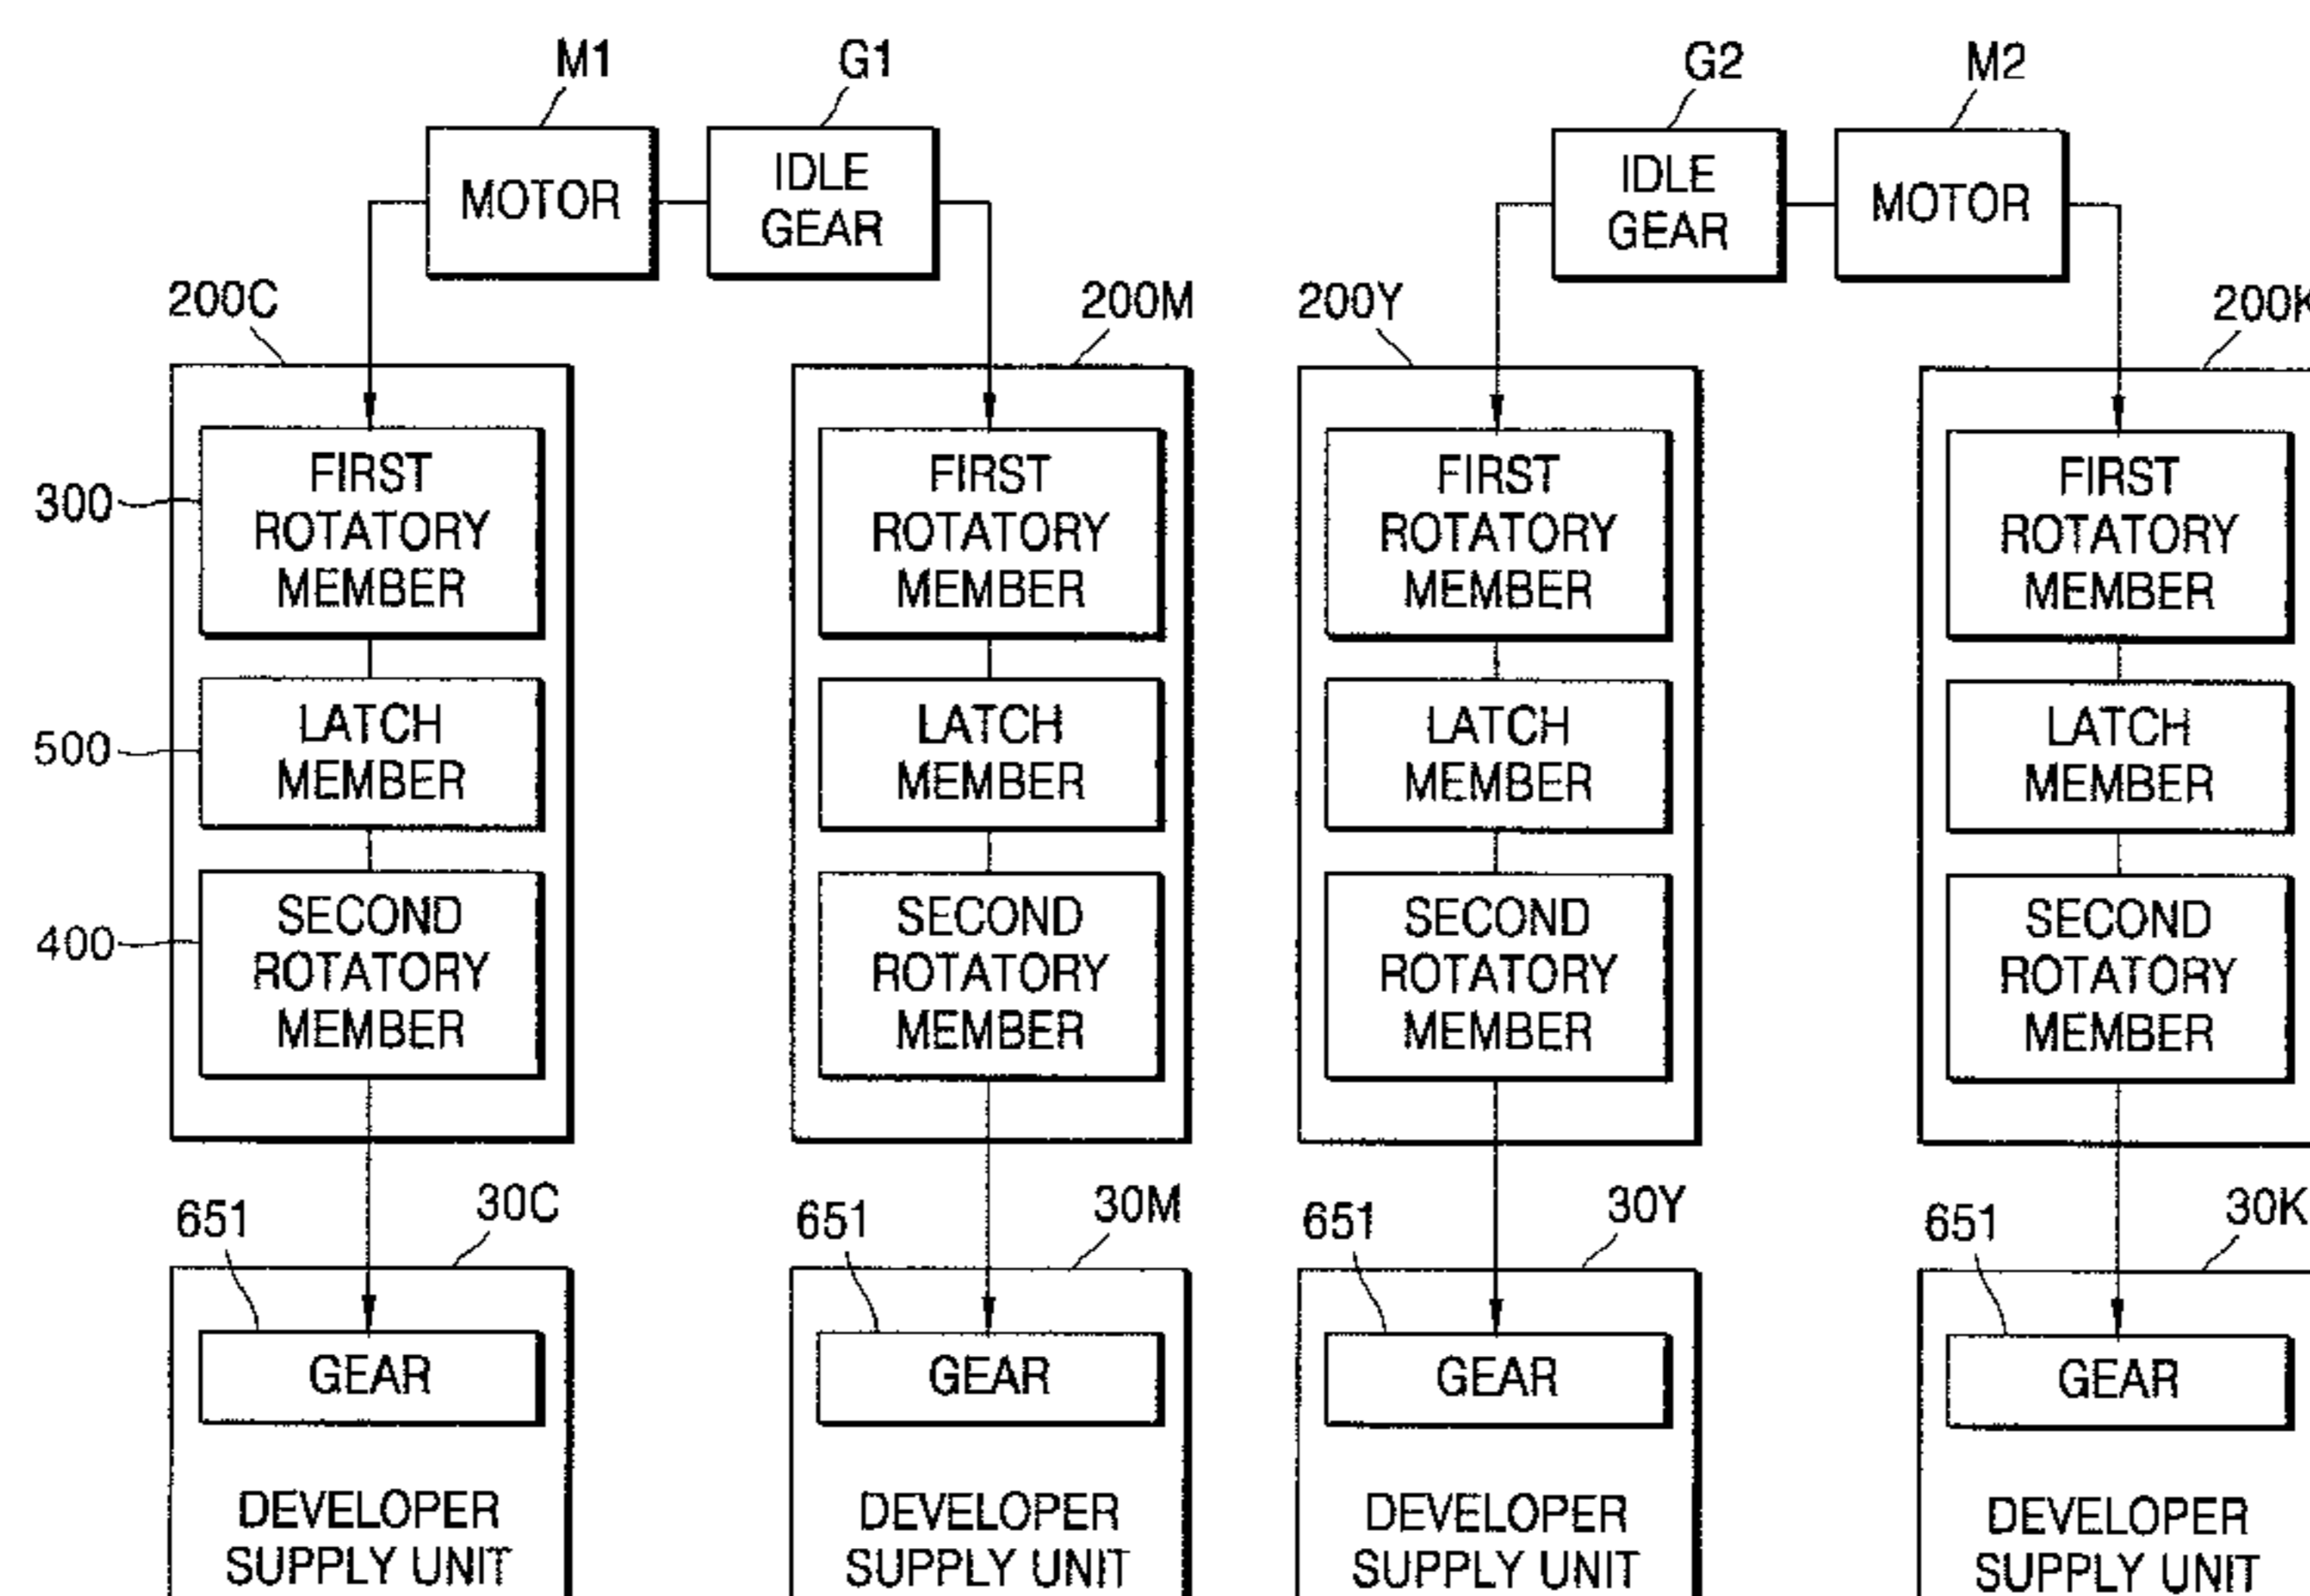 M1 G1 G2 M2
MOTOR
IDLE
GEAR
IDLE
GEAR
MOTOR
200C 200M 200Y 200K
300
FIRST
ROTATORY
MEMBER
FIRST
ROTATORY
MEMBER
FIRST
ROTATORY
MEMBER
FIRST
ROTATORY
MEMBER
500
LATCH
MEMBER
LATCH
MEMBER
LATCH
MEMBER
LATCH
MEMBER
400
SECOND
ROTATORY
MEMBER
SECOND
ROTATORY
MEMBER
SECOND
ROTATORY
MEMBER
SECOND
ROTATORY
MEMBER
651 30C 651 30M 651 30Y 651 30K
GEAR GEAR GEAR GEAR
DEVELOPER
SUPPLY UNIT
DEVELOPER
SUPPLY UNIT
DEVELOPER
SUPPLY UNIT
DEVELOPER
SUPPLY UNIT